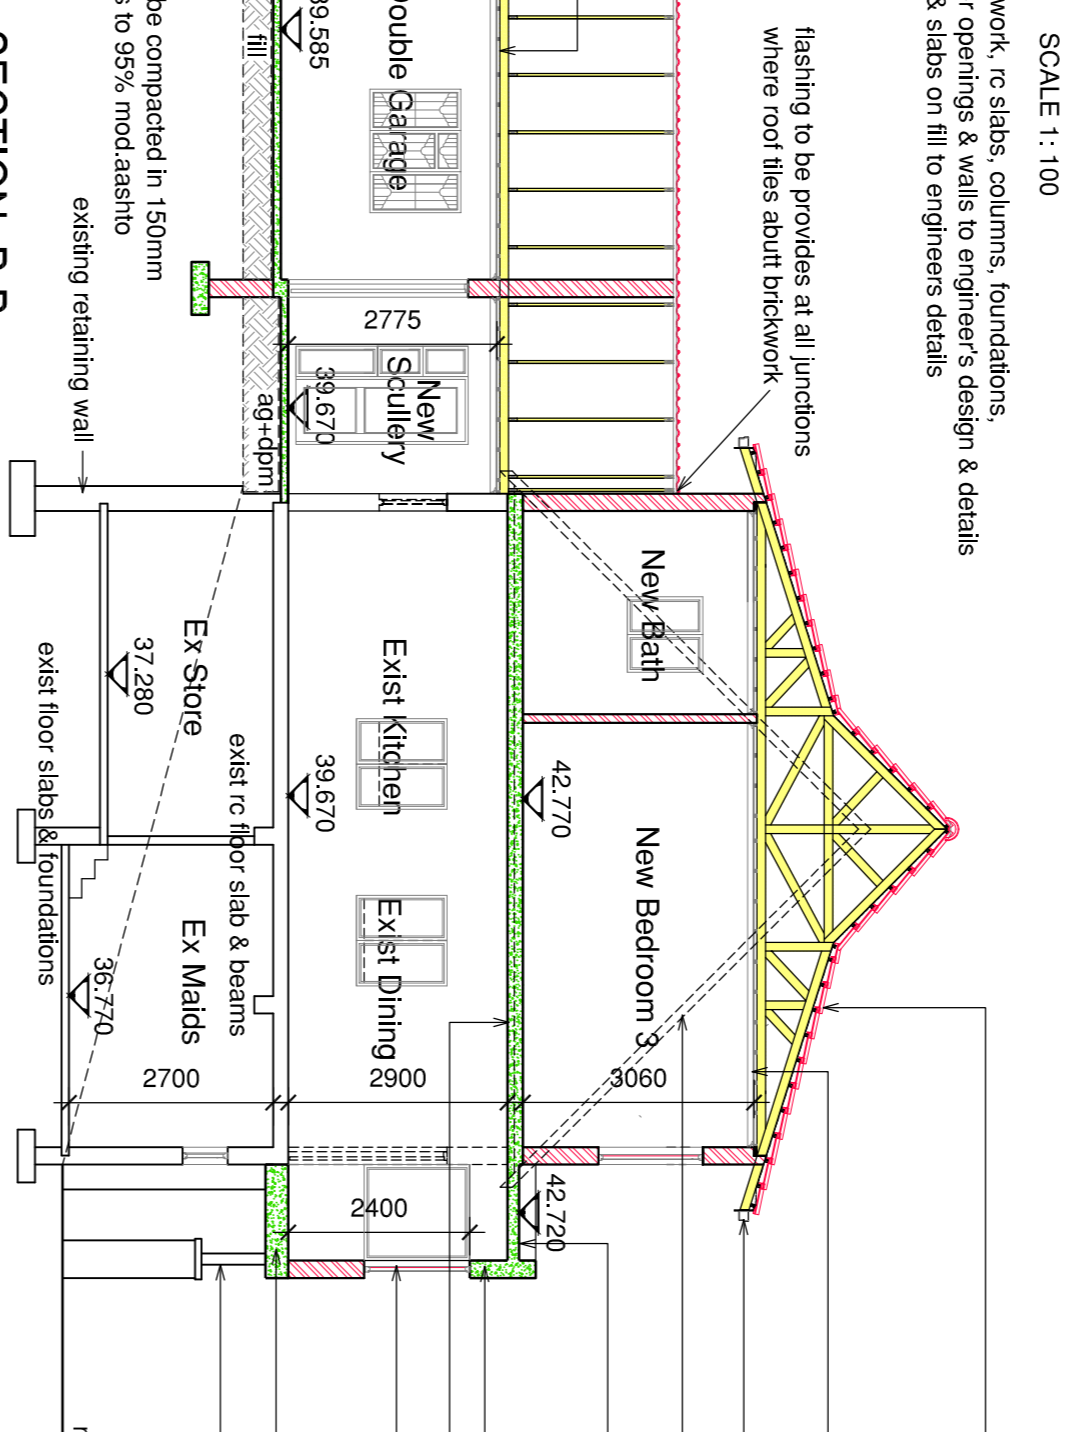 SCALE 1: 100
work, rc slabs, columns, foundations,
r openings & walls to engineer's design & details
& slabs on fill to engineers details
flashing to be provides at all junctions
where roof tiles abutt brickwork
New Bath
New Bedroom 3
3060
42.770
42.720
Double Garage
2775
New
Scullery
39.670
Exist Kitchen
Exist Dining
2900
2400
39.585
39.670
fill
ag+dpm
exist rc floor slab & beams
Ex Store
Ex Maids
2700
37.280
36.770
be compacted in 150mm
s to 95% mod.aashto
existing retaining wall
exist floor slabs & foundations
SECTION B-B